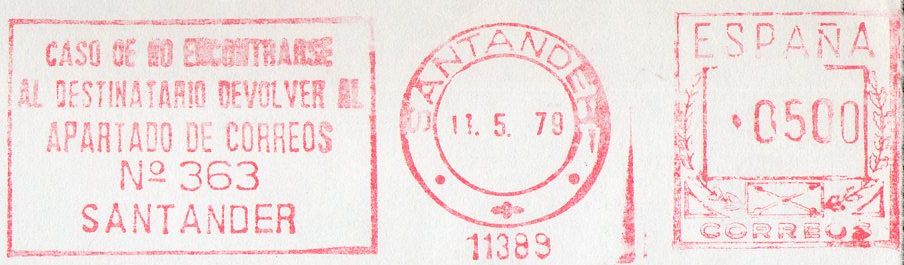 CASO DE NO ENCONTRARSE
AL DESTINATARIO DEVOLVER AL
APARTADO DE CORREOS
Nº 363
SANTANDER
SANTANDER
11. 5. 79
11389
ESPAÑA
0500
CORREOS